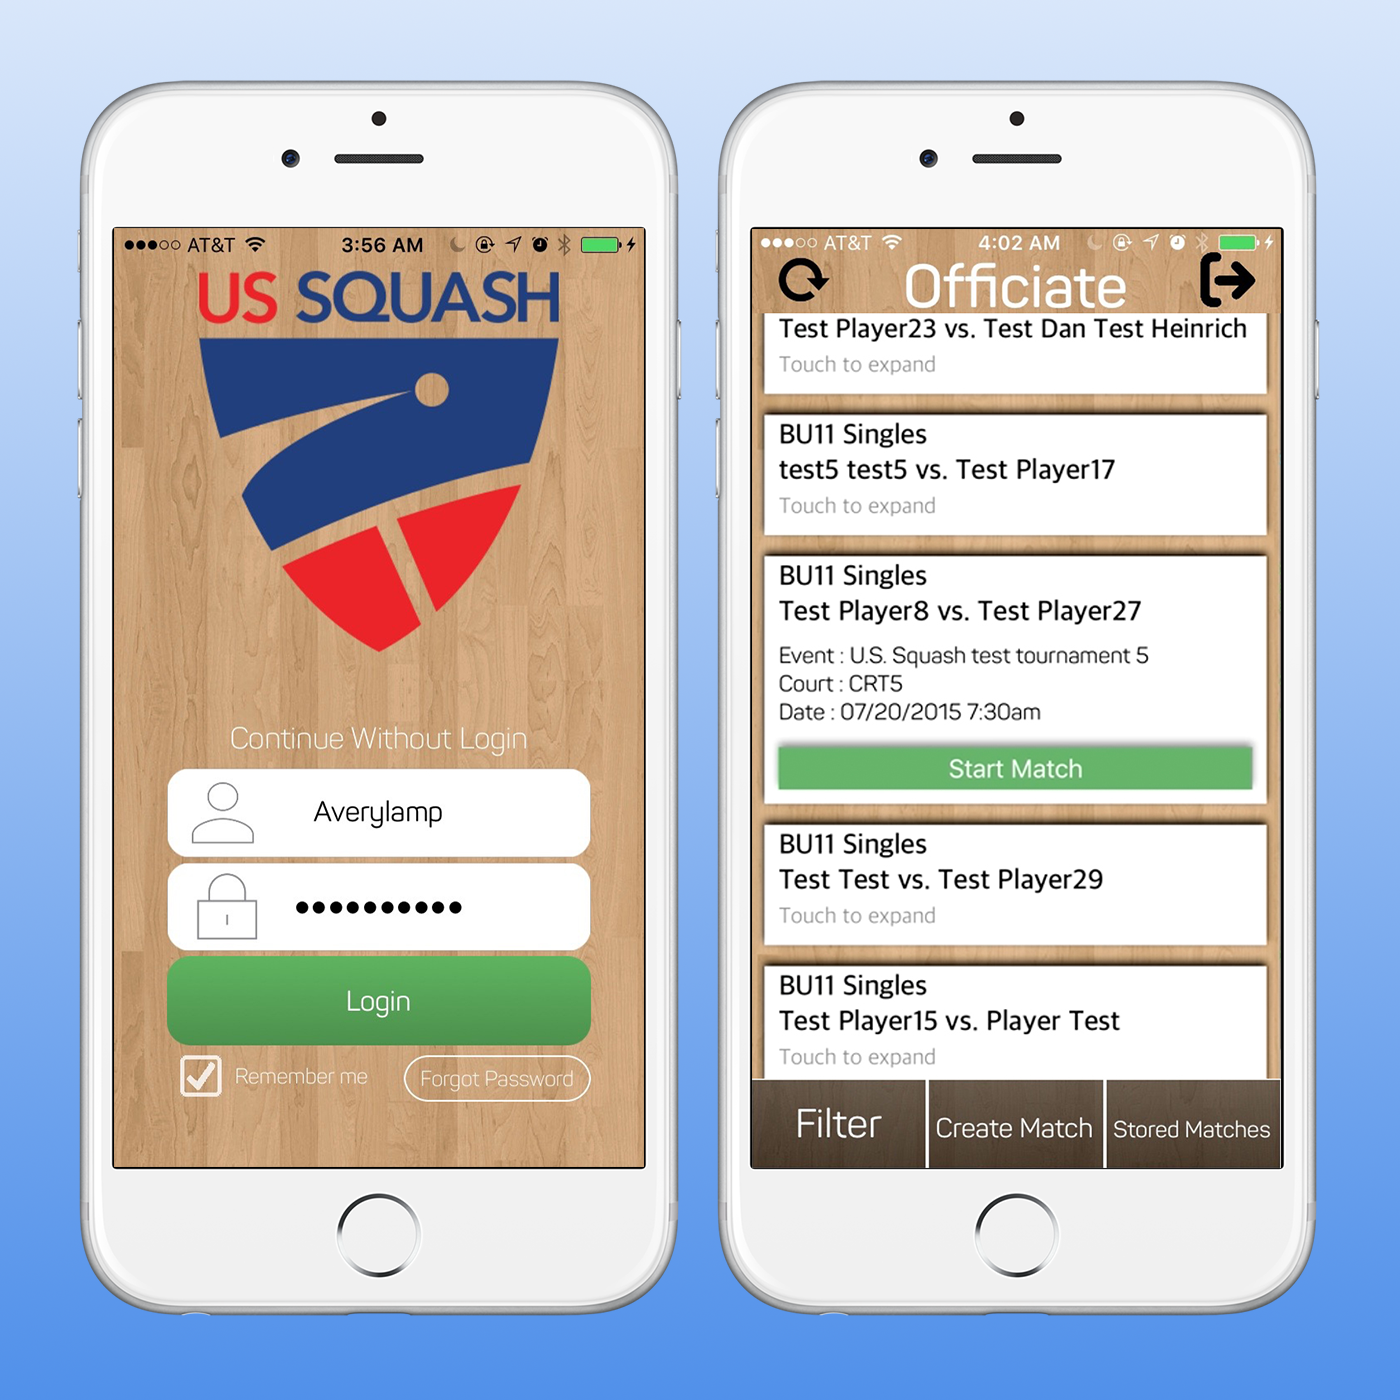 AT&T 3:56 AM
US SQUASH
Continue Without Login
Averylamp
Login
Remember me
Forgot Password
AT&T 4:02 AM
Officiate
Test Player23 vs. Test Dan Test Heinrich
Touch to expand
BU11 Singles
test5 test5 vs. Test Player17
Touch to expand
BU11 Singles
Test Player8 vs. Test Player27
Event : U.S. Squash test tournament 5
Court : CRT5
Date : 07/20/2015 7:30am
Start Match
BU11 Singles
Test Test vs. Test Player29
Touch to expand
BU11 Singles
Test Player15 vs. Player Test
Touch to expand
Filter
Create Match
Stored Matches